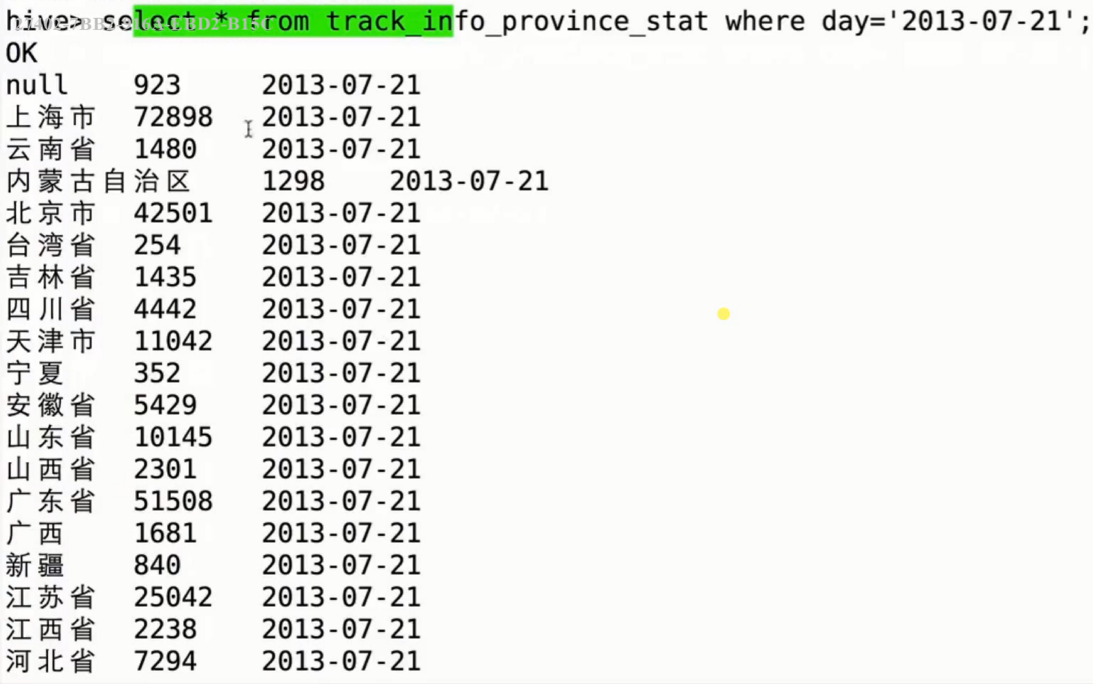 hive> select * from track_info_province_stat where day='2013-07-21';
OK
null 923 2013-07-21
上海市 72898 2013-07-21
云南省 1480 2013-07-21
内蒙古自治区 1298 2013-07-21
北京市 42501 2013-07-21
台湾省 254 2013-07-21
吉林省 1435 2013-07-21
四川省 4442 2013-07-21
天津市 11042 2013-07-21
宁夏 352 2013-07-21
安徽省 5429 2013-07-21
山东省 10145 2013-07-21
山西省 2301 2013-07-21
广东省 51508 2013-07-21
广西 1681 2013-07-21
新疆 840 2013-07-21
江苏省 25042 2013-07-21
江西省 2238 2013-07-21
河北省 7294 2013-07-21